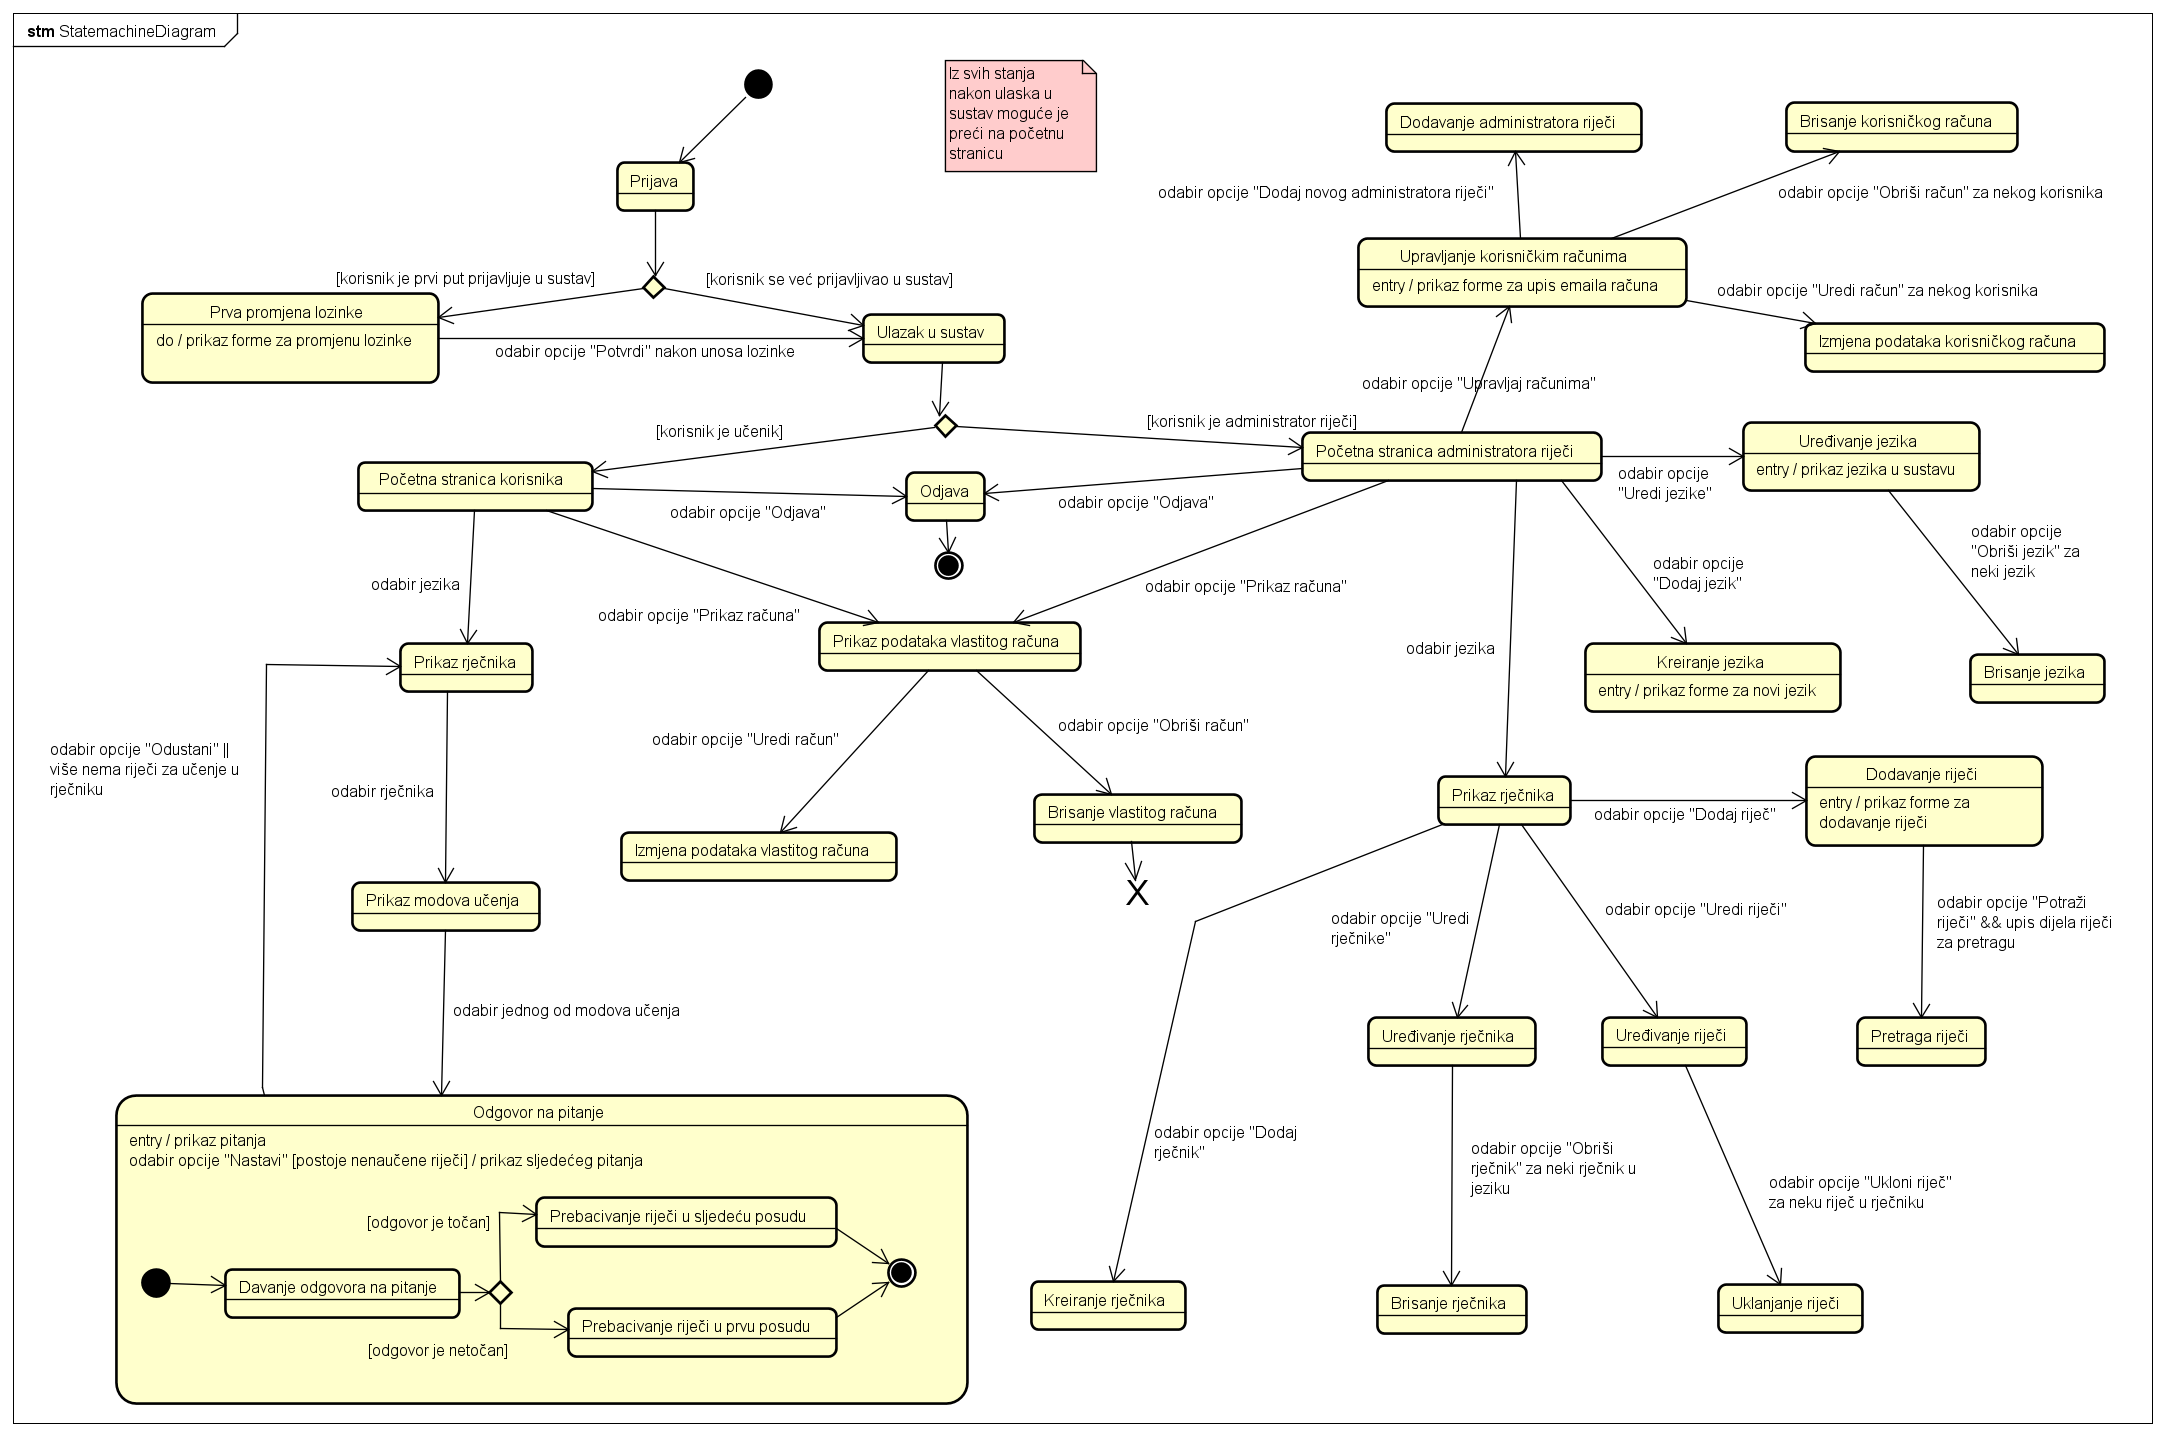 stm StatemachineDiagram
Iz svih stanja
nakon ulaska u
sustav moguće je
preći na početnu
stranicu
Prijava
[korisnik je prvi put prijavljuje u sustav]
[korisnik se već prijavljivao u sustav]
Prva promjena lozinke
do / prikaz forme za promjenu lozinke
odabir opcije "Potvrdi" nakon unosa lozinke
Ulazak u sustav
[korisnik je učenik]
[korisnik je administrator riječi]
Početna stranica korisnika
Odjava
odabir opcije "Odjava"
odabir opcije "Odjava"
Početna stranica administratora riječi
Dodavanje administratora riječi
Brisanje korisničkog računa
odabir opcije "Dodaj novog administratora riječi"
odabir opcije "Obriši račun" za nekog korisnika
Upravljanje korisničkim računima
entry / prikaz forme za upis emaila računa
odabir opcije "Uredi račun" za nekog korisnika
Izmjena podataka korisničkog računa
odabir opcije "Upravljaj računima"
Uređivanje jezika
entry / prikaz jezika u sustavu
odabir opcije
"Uredi jezike"
odabir opcije
"Obriši jezik" za
neki jezik
odabir opcije
"Dodaj jezik"
Kreiranje jezika
entry / prikaz forme za novi jezik
Brisanje jezika
odabir jezika
odabir opcije "Prikaz računa"
odabir opcije "Prikaz računa"
odabir jezika
Prikaz rječnika
Prikaz podataka vlastitog računa
odabir opcije "Uredi račun"
odabir opcije "Obriši račun"
odabir opcije "Odustani" ||
više nema riječi za učenje u
rječniku
odabir rječnika
Izmjena podataka vlastitog računa
Brisanje vlastitog računa
X
Prikaz rječnika
odabir opcije "Dodaj riječ"
Dodavanje riječi
entry / prikaz forme za
dodavanje riječi
Prikaz modova učenja
odabir opcije "Uredi
rječnike"
odabir opcije "Uredi riječi"
odabir opcije "Potraži
riječi" && upis dijela riječi
za pretragu
odabir jednog od modova učenja
Uređivanje rječnika
Uređivanje riječi
Pretraga riječi
odabir opcije "Dodaj
rječnik"
odabir opcije "Obriši
rječnik" za neki rječnik u
jeziku
odabir opcije "Ukloni riječ"
za neku riječ u rječniku
Kreiranje rječnika
Brisanje rječnika
Uklanjanje riječi
Odgovor na pitanje
entry / prikaz pitanja
odabir opcije "Nastavi" [postoje nenaučene riječi] / prikaz sljedećeg pitanja
[odgovor je točan]
Prebacivanje riječi u sljedeću posudu
Davanje odgovora na pitanje
Prebacivanje riječi u prvu posudu
[odgovor je netočan]